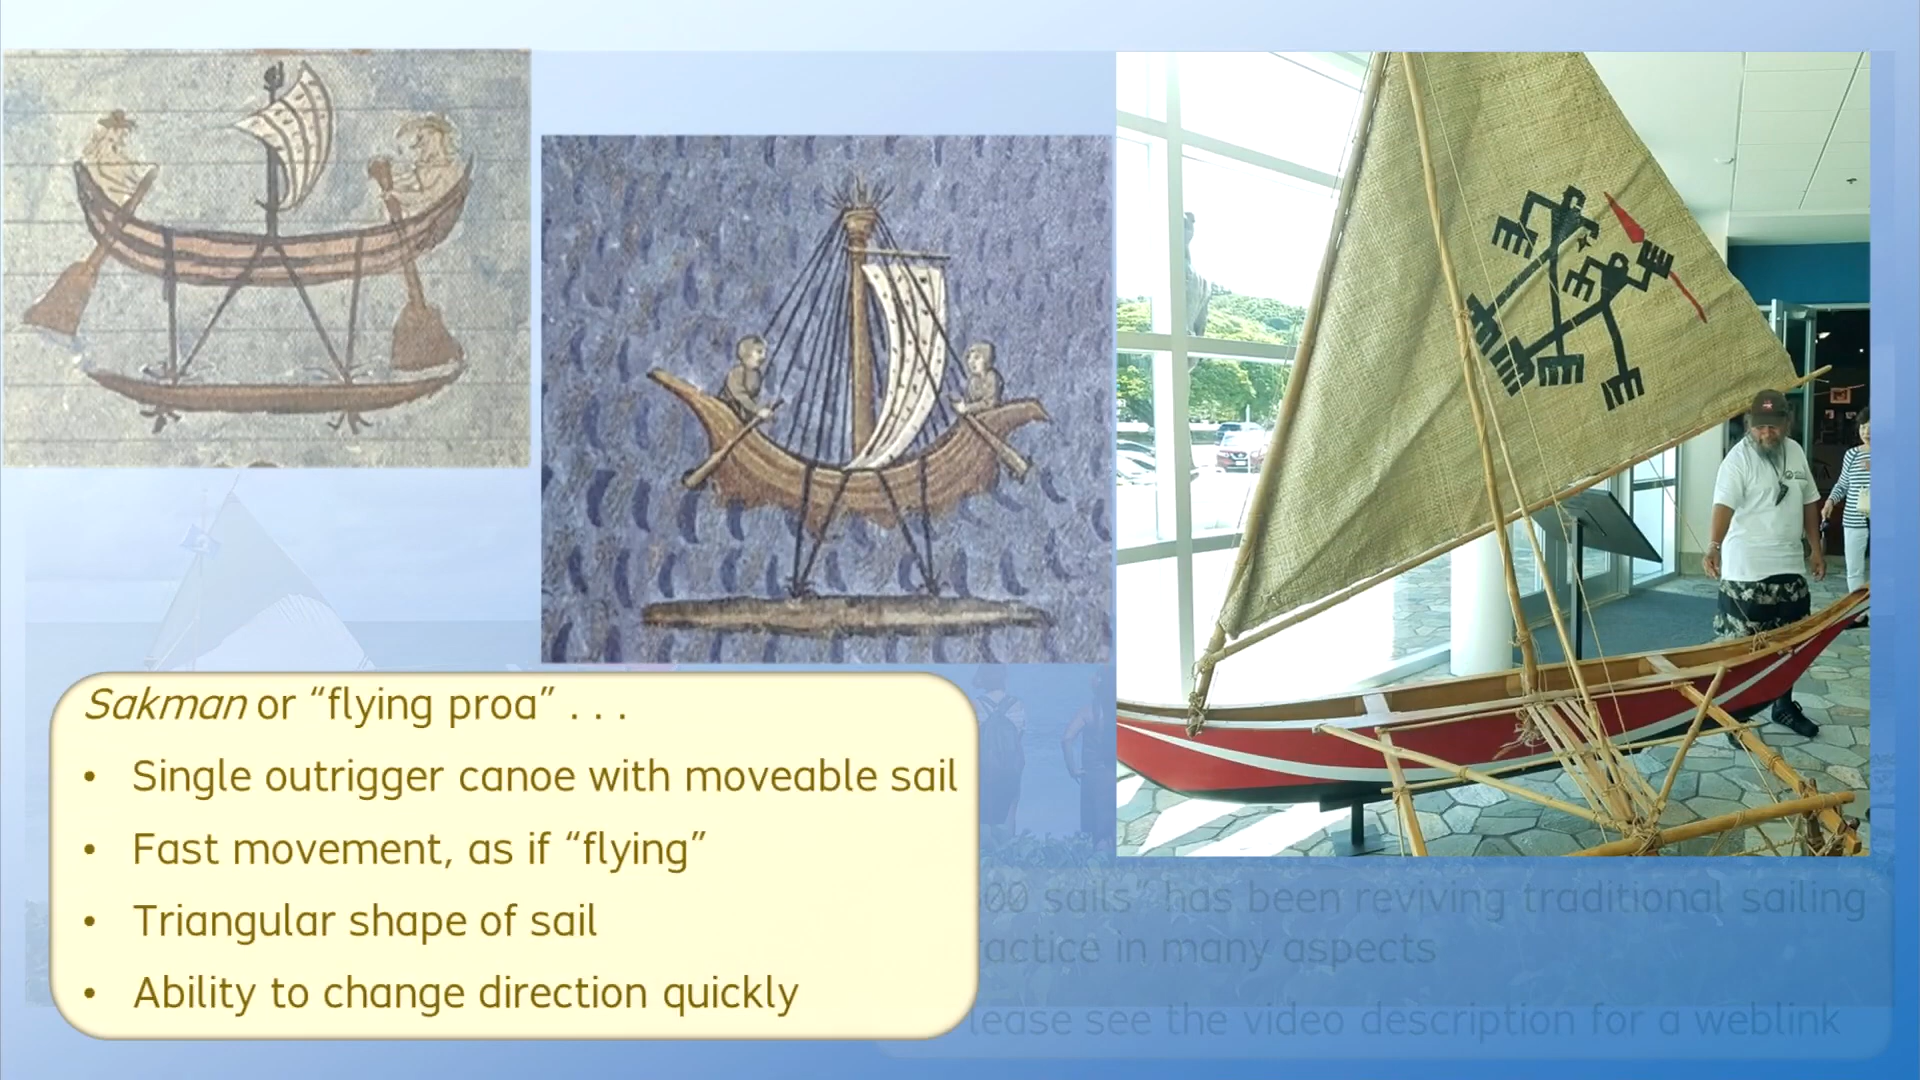 Sakman or “flying proa” . . .
• Single outrigger canoe with moveable sail
• Fast movement, as if “flying”
• Triangular shape of sail
• Ability to change direction quickly
00 sails” has been reviving traditional sailing
actice in many aspects
lease see the video description for a weblink